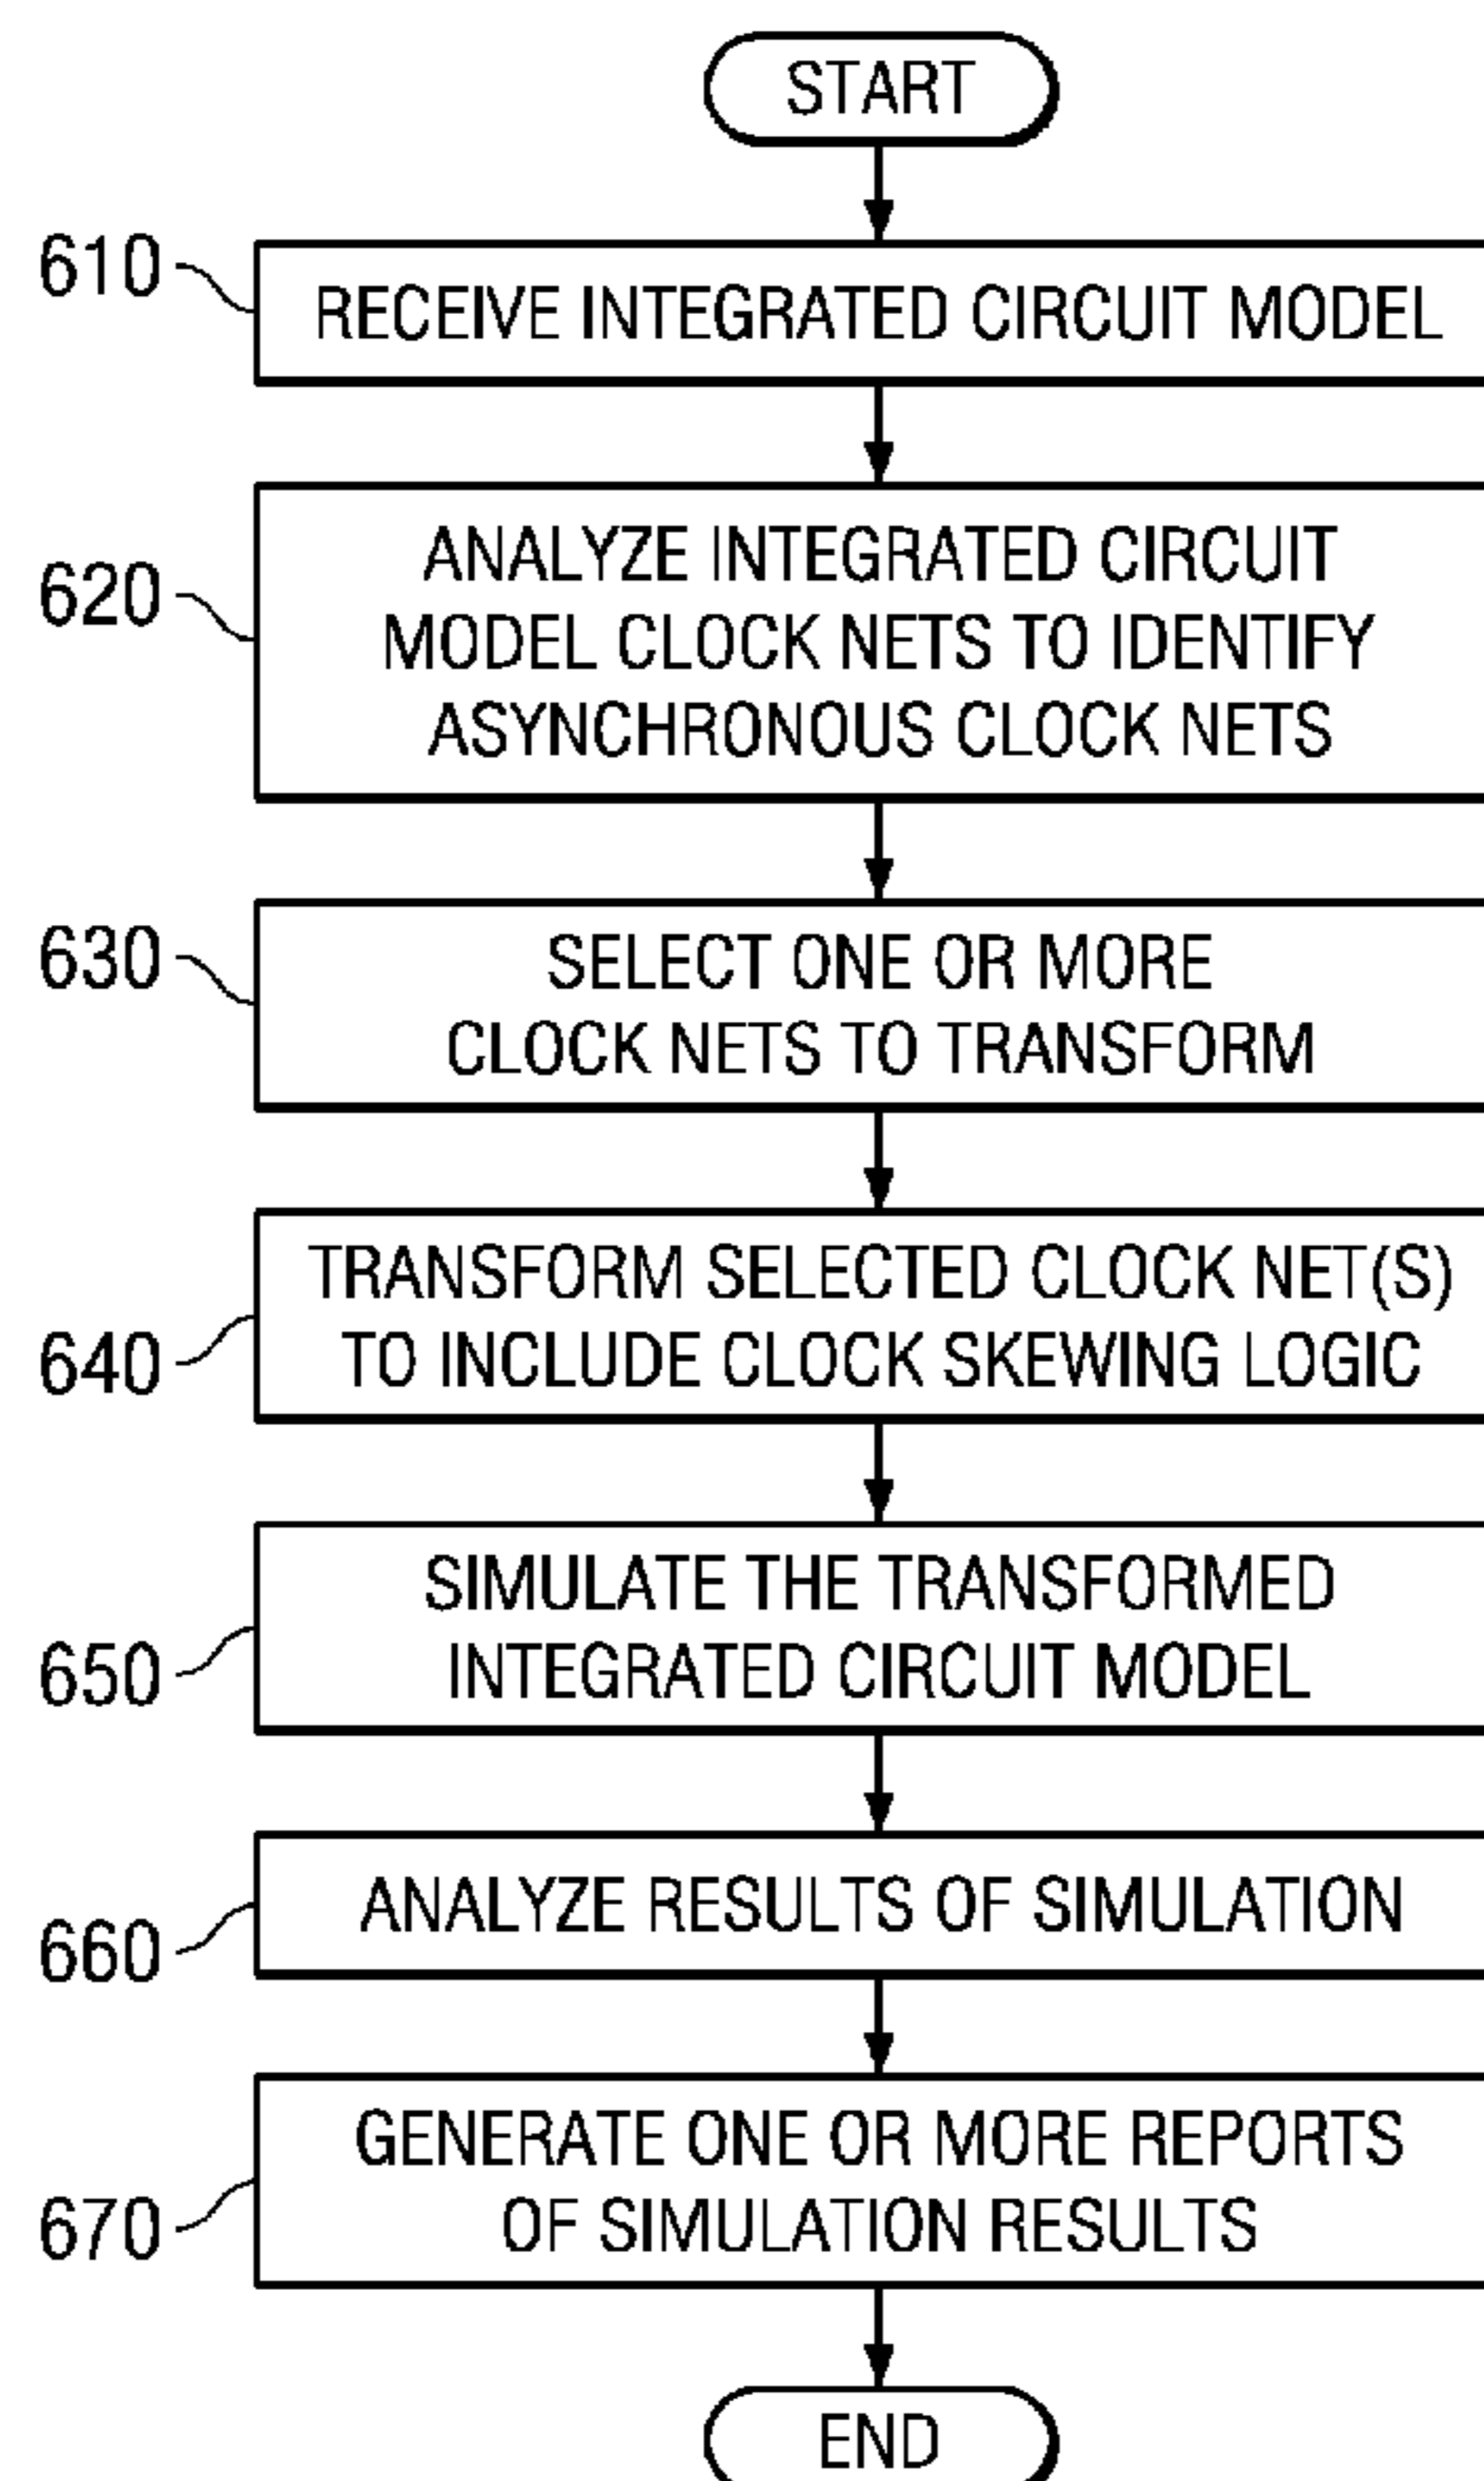 START
610
RECEIVE INTEGRATED CIRCUIT MODEL
620
ANALYZE INTEGRATED CIRCUIT
MODEL CLOCK NETS TO IDENTIFY
ASYNCHRONOUS CLOCK NETS
630
SELECT ONE OR MORE
CLOCK NETS TO TRANSFORM
640
TRANSFORM SELECTED CLOCK NET(S)
TO INCLUDE CLOCK SKEWING LOGIC
650
SIMULATE THE TRANSFORMED
INTEGRATED CIRCUIT MODEL
660
ANALYZE RESULTS OF SIMULATION
670
GENERATE ONE OR MORE REPORTS
OF SIMULATION RESULTS
END